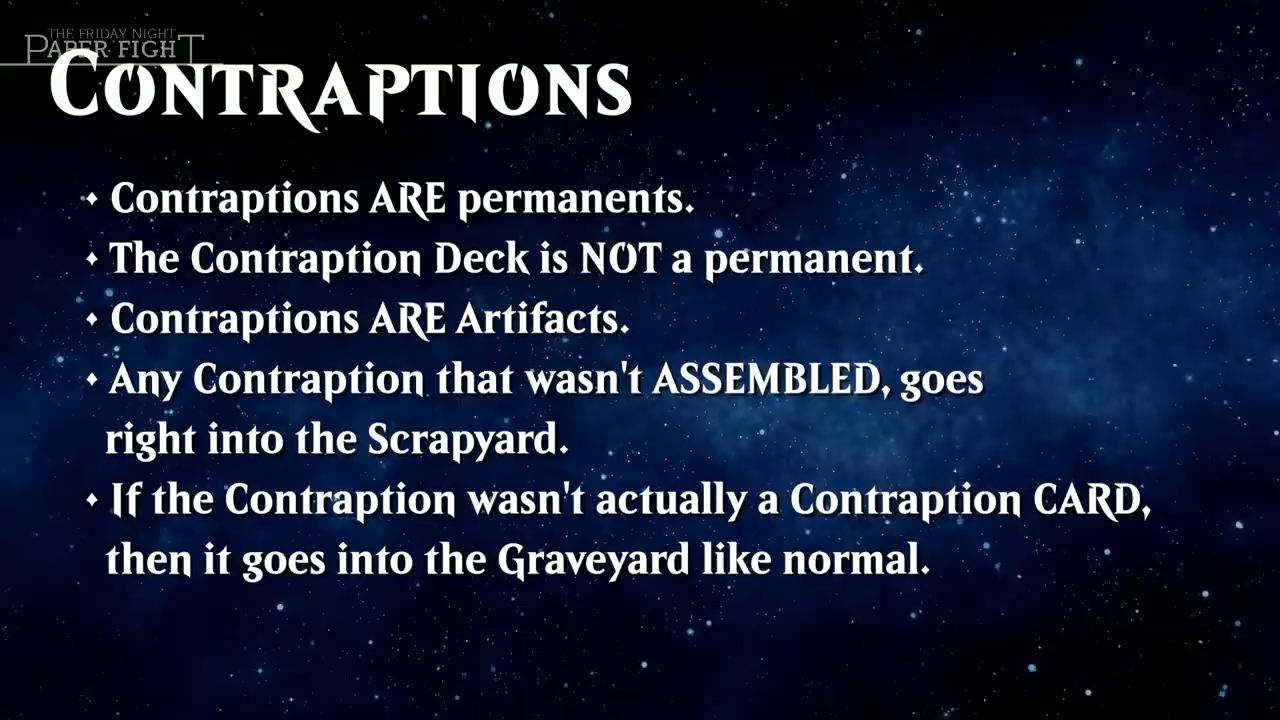 THE FRIDAY NIGHT
PAPER FIGHT
CONTRAPTIONS
• Contraptions ARE permanents.
• The Contraption Deck is NOT a permanent.
• Contraptions ARE Artifacts.
• Any Contraption that wasn't ASSEMBLED, goes
right into the Scrapyard.
• If the Contraption wasn't actually a Contraption CARD,
then it goes into the Graveyard like normal.